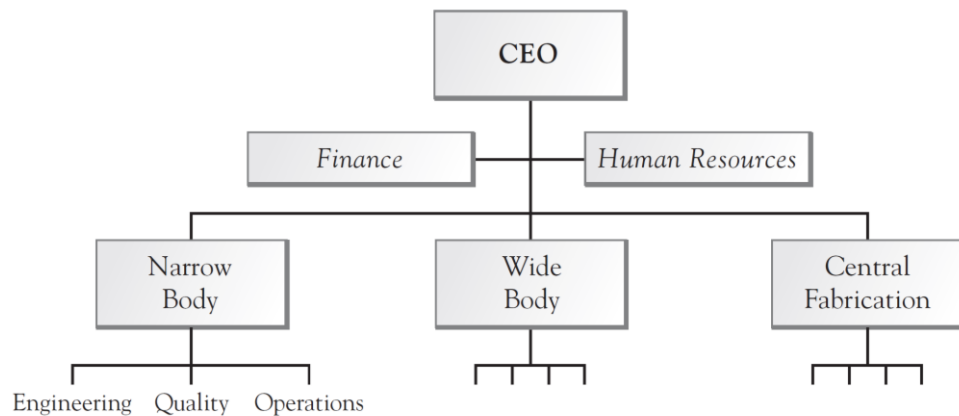 CEO
Finance
Human Resources
Narrow
Body
Wide
Body
Central
Fabrication
Engineering Quality Operations